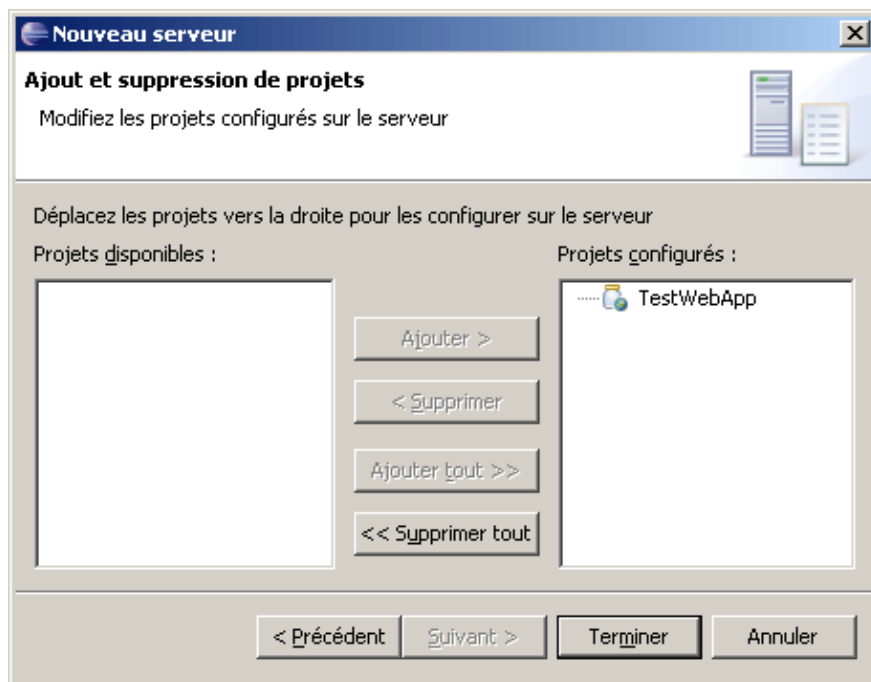 Nouveau serveur
Ajout et suppression de projets
Modifiez les projets configurés sur le serveur
Déplacez les projets vers la droite pour les configurer sur le serveur
Projets disponibles :
Projets configurés :
TestWebApp
Ajouter >
< Supprimer
Ajouter tout >>
<< Supprimer tout
< Précédent
Suivant >
Terminer
Annuler